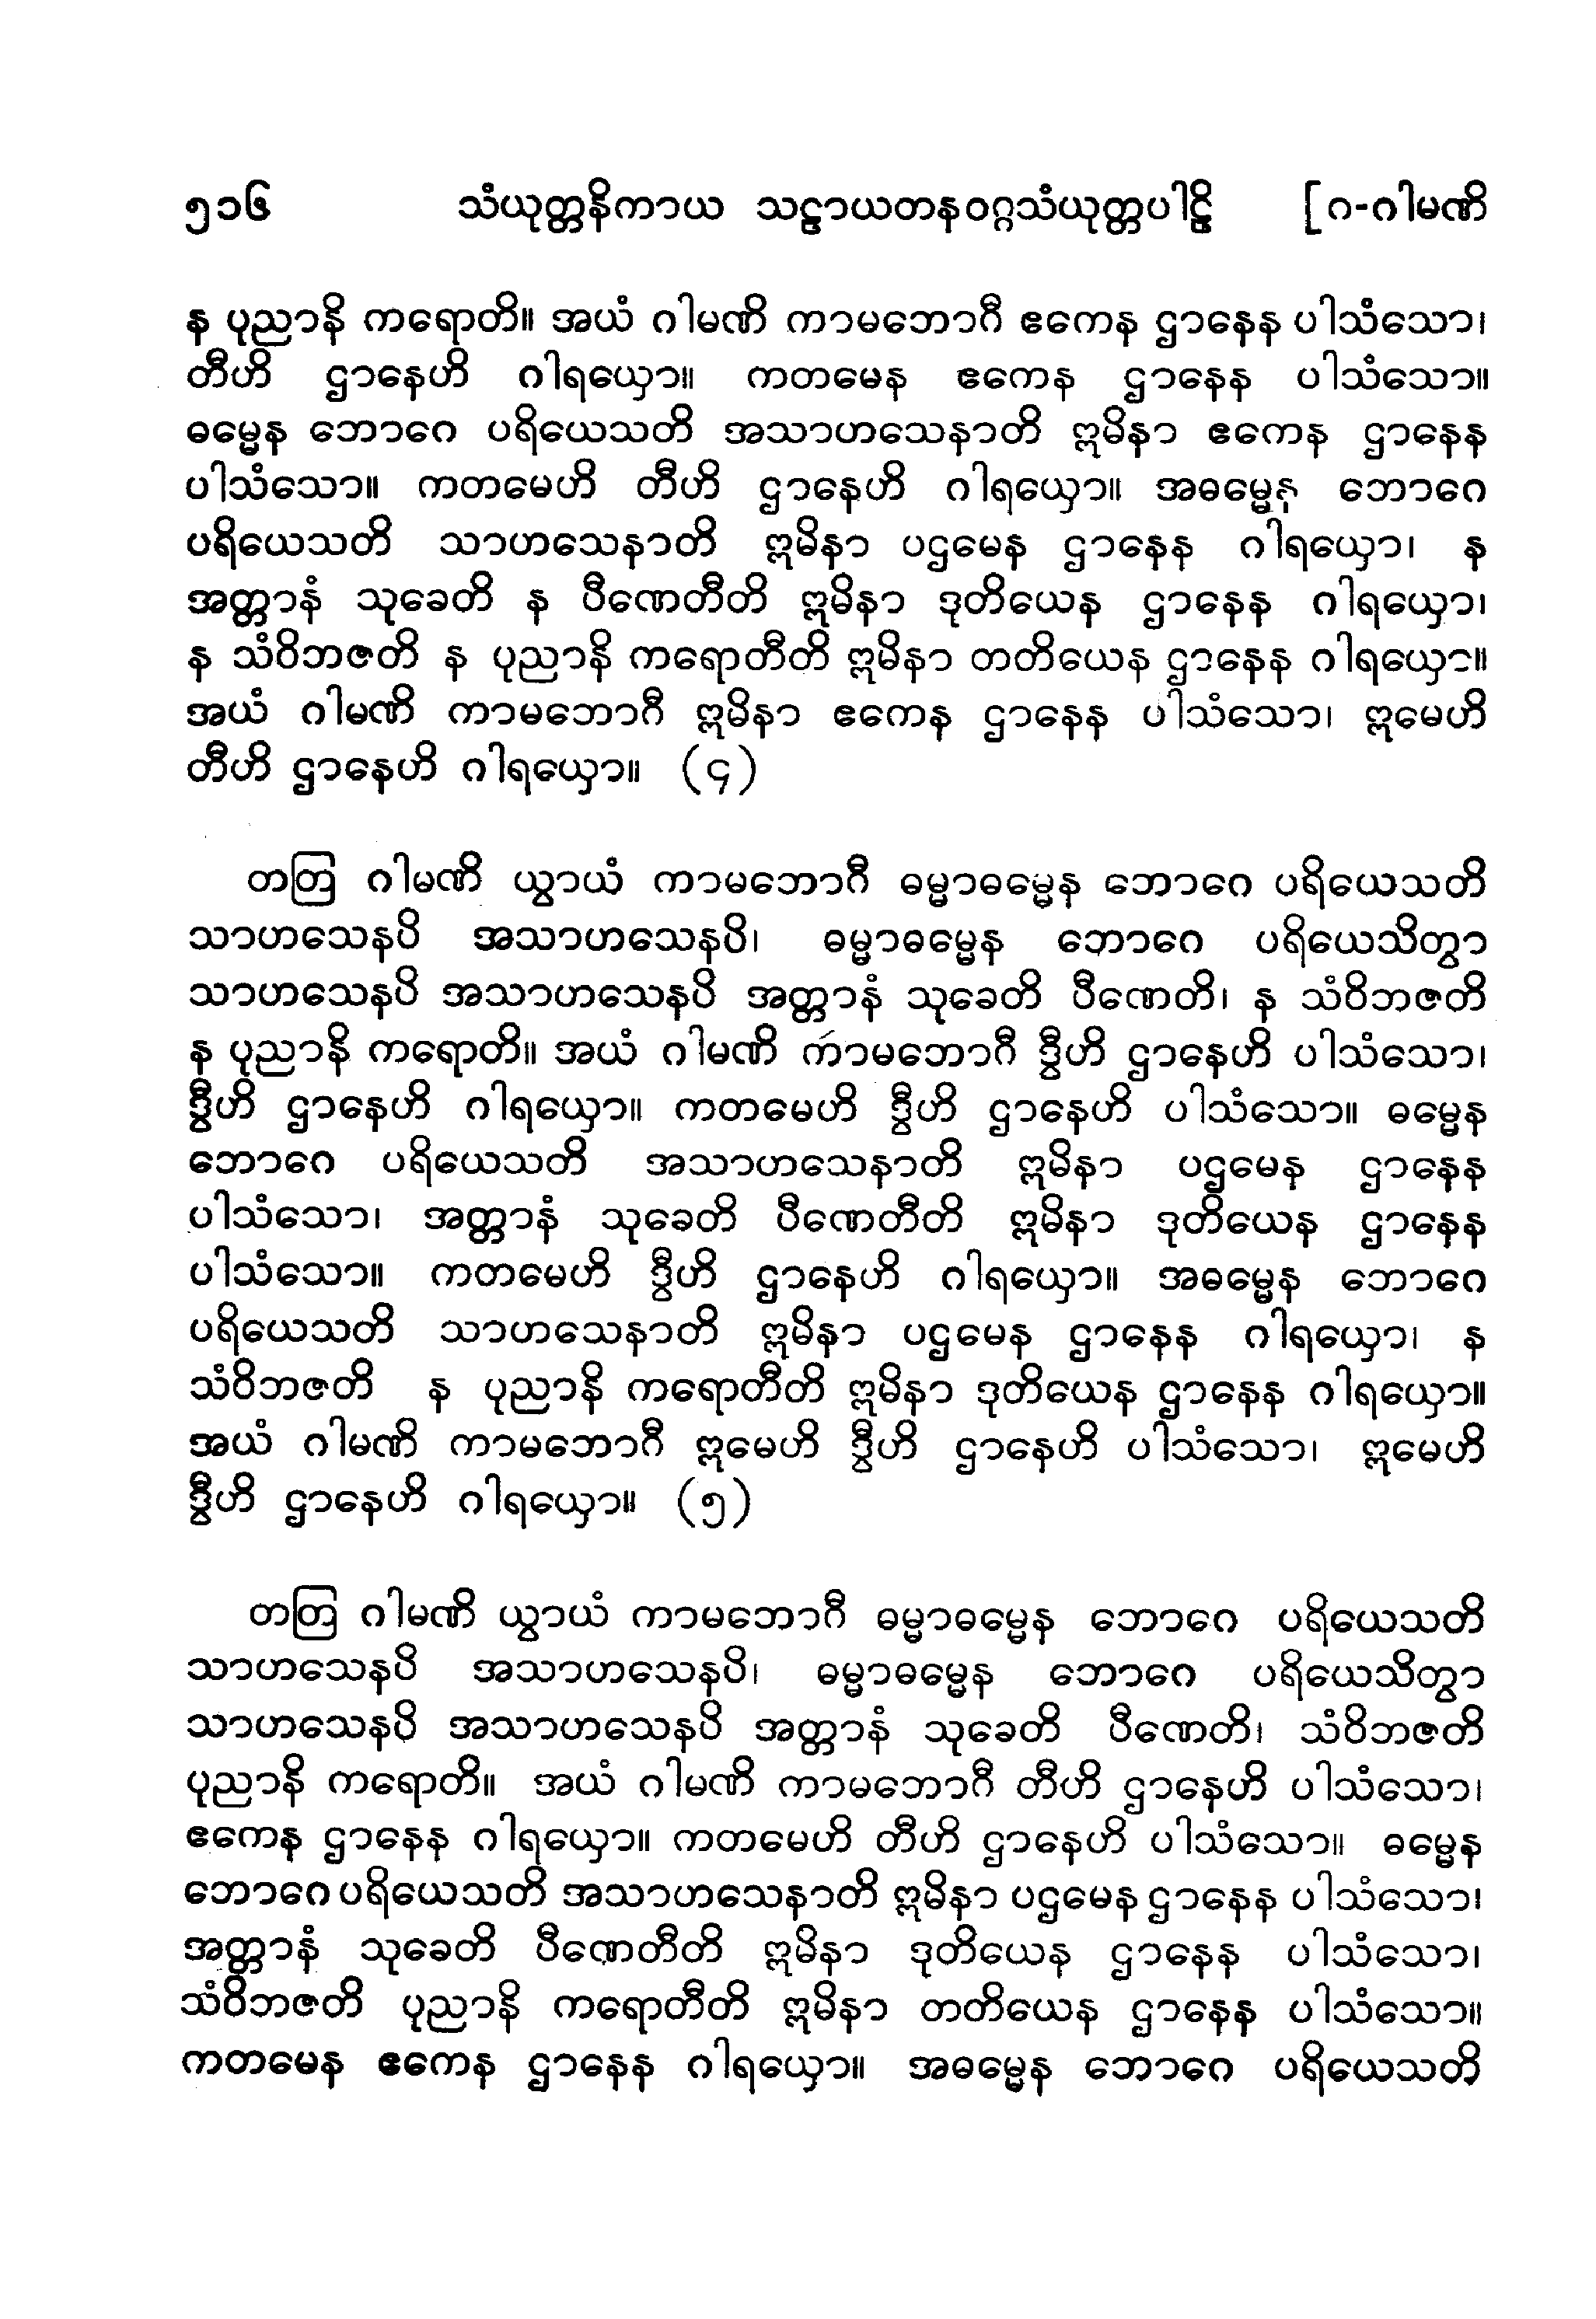 ၅၁၆ သံယုတ္တနိကာယ သဠာယတနဝဂ္ဂသံယုတ္တပါဠိ [ဂ-ဂါမဏိ
န ပုညာနိ ကရောတိ။ အယံ ဂါမဏိ ကာမဘောဂီ ဧကေန ဌာနေန ပါသံသော၊
တီဟိ ဌာနေဟိ ဂါရယှော။ ကတမေန ဧကေန ဌာနေန ပါသံသော။
ဓမ္မေန ဘောဂေ ပရိယေသတိ အသာဟသေနာတိ ဣမိနာ ဧကေန ဌာနေန
ပါသံသော။ ကတမေဟိ တီဟိ ဌာနေဟိ ဂါရယှော။ အဓမ္မေန ဘောဂေ
ပရိယေသတိ သာဟသေနာတိ ဣမိနာ ပဌမေန ဌာနေန ဂါရယှော၊ န
အတ္တာနံ သုခေတိ န ပီဏေတီတိ ဣမိနာ ဒုတိယေန ဌာနေန ဂါရယှော၊
န သံဝိဘဇတိ န ပုညာနိ ကရောတီတိ ဣမိနာ တတိယေန ဌာနေန ဂါရယှော။
အယံ ဂါမဏိ ကာမဘောဂီ ဣမိနာ ဧကေန ဌာနေန ပါသံသော၊ ဣမေဟိ
တီဟိ ဌာနေဟိ ဂါရယှော။ (၄)
တတြ ဂါမဏိ ယွာယံ ကာမဘောဂီ ဓမ္မာဓမ္မေန ဘောဂေ ပရိယေသတိ
သာဟသေနပိ အသာဟသေနပိ၊ ဓမ္မာဓမ္မေန ဘောဂေ ပရိယေသိတွာ
သာဟသေနပိ အသာဟသေနပိ အတ္တာနံ သုခေတိ ပီဏေတိ၊ န သံဝိဘဇတိ
န ပုညာနိ ကရောတိ။ အယံ ဂါမဏိ ကာမဘောဂီ ဒွီဟိ ဌာနေဟိ ပါသံသော၊
ဒွီဟိ ဌာနေဟိ ဂါရယှော။ ကတမေဟိ ဒွီဟိ ဌာနေဟိ ပါသံသော။ ဓမ္မေန
ဘောဂေ ပရိယေသတိ အသာဟသေနာတိ ဣမိနာ ပဌမေန ဌာနေန
ပါသံသော၊ အတ္တာနံ သုခေတိ ပီဏေတီတိ ဣမိနာ ဒုတိယေန ဌာနေန
ပါသံသော။ ကတမေဟိ ဒွီဟိ ဌာနေဟိ ဂါရယှော။ အဓမ္မေန ဘောဂေ
ပရိယေသတိ သာဟသေနာတိ ဣမိနာ ပဌမေန ဌာနေန ဂါရယှော၊ န
သံဝိဘဇတိ န ပုညာနိ ကရောတီတိ ဣမိနာ ဒုတိယေန ဌာနေန ဂါရယှော။
အယံ ဂါမဏိ ကာမဘောဂီ ဣမေဟိ ဒွီဟိ ဌာနေဟိ ပါသံသော၊ ဣမေဟိ
ဒွီဟိ ဌာနေဟိ ဂါရယှော။ (၅)
တတြ ဂါမဏိ ယွာယံ ကာမဘောဂီ ဓမ္မာဓမ္မေန ဘောဂေ ပရိယေသတိ
သာဟသေနပိ အသာဟသေနပိ၊ ဓမ္မာဓမ္မေန ဘောဂေ ပရိယေသိတွာ
သာဟသေနပိ အသာဟသေနပိ အတ္တာနံ သုခေတိ ပီဏေတိ၊ သံဝိဘဇတိ
ပုညာနိ ကရောတိ။ အယံ ဂါမဏိ ကာမဘောဂီ တီဟိ ဌာနေဟိ ပါသံသော၊
ဧကေန ဌာနေန ဂါရယှော။ ကတမေဟိ တီဟိ ဌာနေဟိ ပါသံသော။ ဓမ္မေန
ဘောဂေ ပရိယေသတိ အသာဟသေနာတိ ဣမိနာ ပဌမေန ဌာနေန ပါသံသော၊
အတ္တာနံ သုခေတိ ပီဏေတီတိ ဣမိနာ ဒုတိယေန ဌာနေန ပါသံသော၊
သံဝိဘဇတိ ပုညာနိ ကရောတီတိ ဣမိနာ တတိယေန ဌာနေန ပါသံသော။
ကတမေန ဧကေန ဌာနေန ဂါရယှော။ အဓမ္မေန ဘောဂေ ပရိယေသတိ